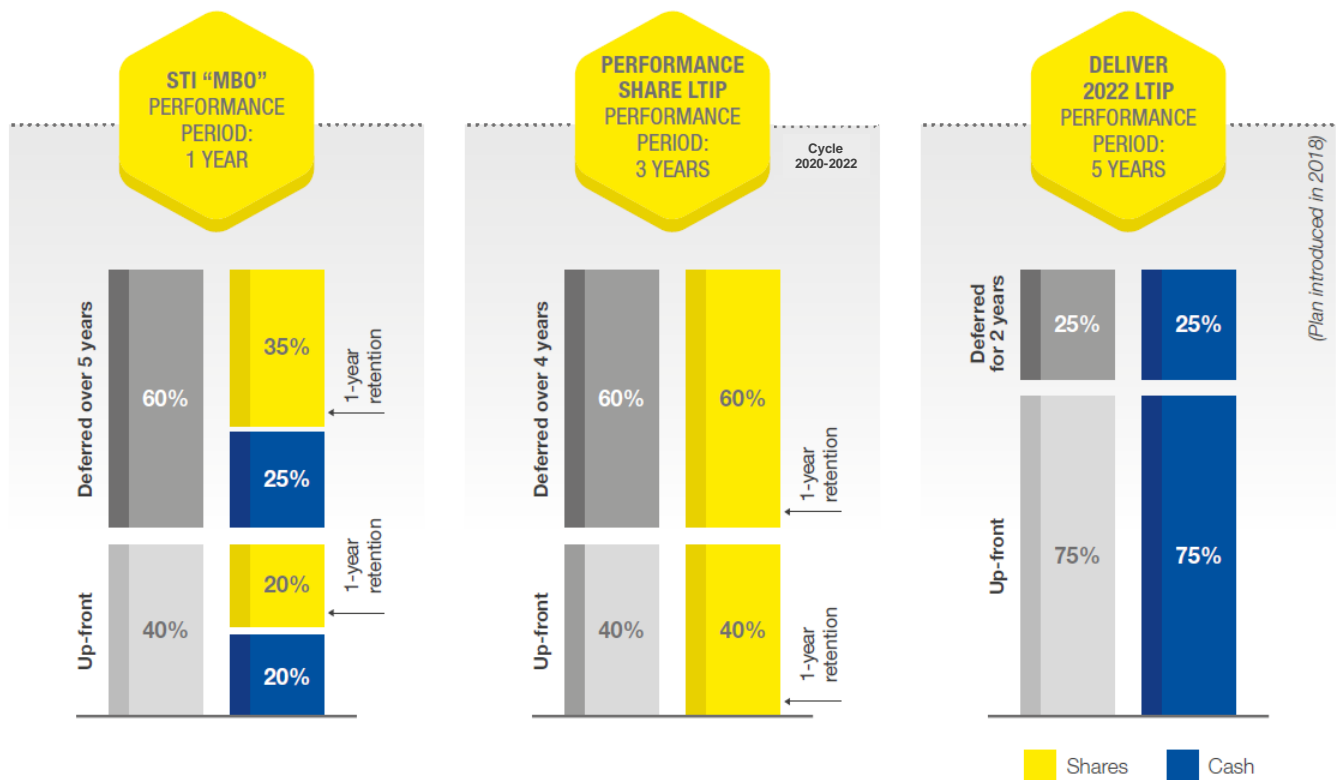 STI “MBO”
PERFORMANCE
PERIOD:
1 YEAR
Deferred over 5 years
60%
35%
1-year
retention
25%
Up-front
40%
20%
1-year
retention
20%
PERFORMANCE
SHARE LTIP
PERFORMANCE
PERIOD:
3 YEARS
Cycle
2020-2022
Deferred over 4 years
60%
60%
1-year
retention
Up-front
40%
40%
1-year
retention
DELIVER
2022 LTIP
PERFORMANCE
PERIOD:
5 YEARS
(Plan introduced in 2018)
Deferred
for 2 years
25%
25%
Up-front
75%
75%
Shares
Cash